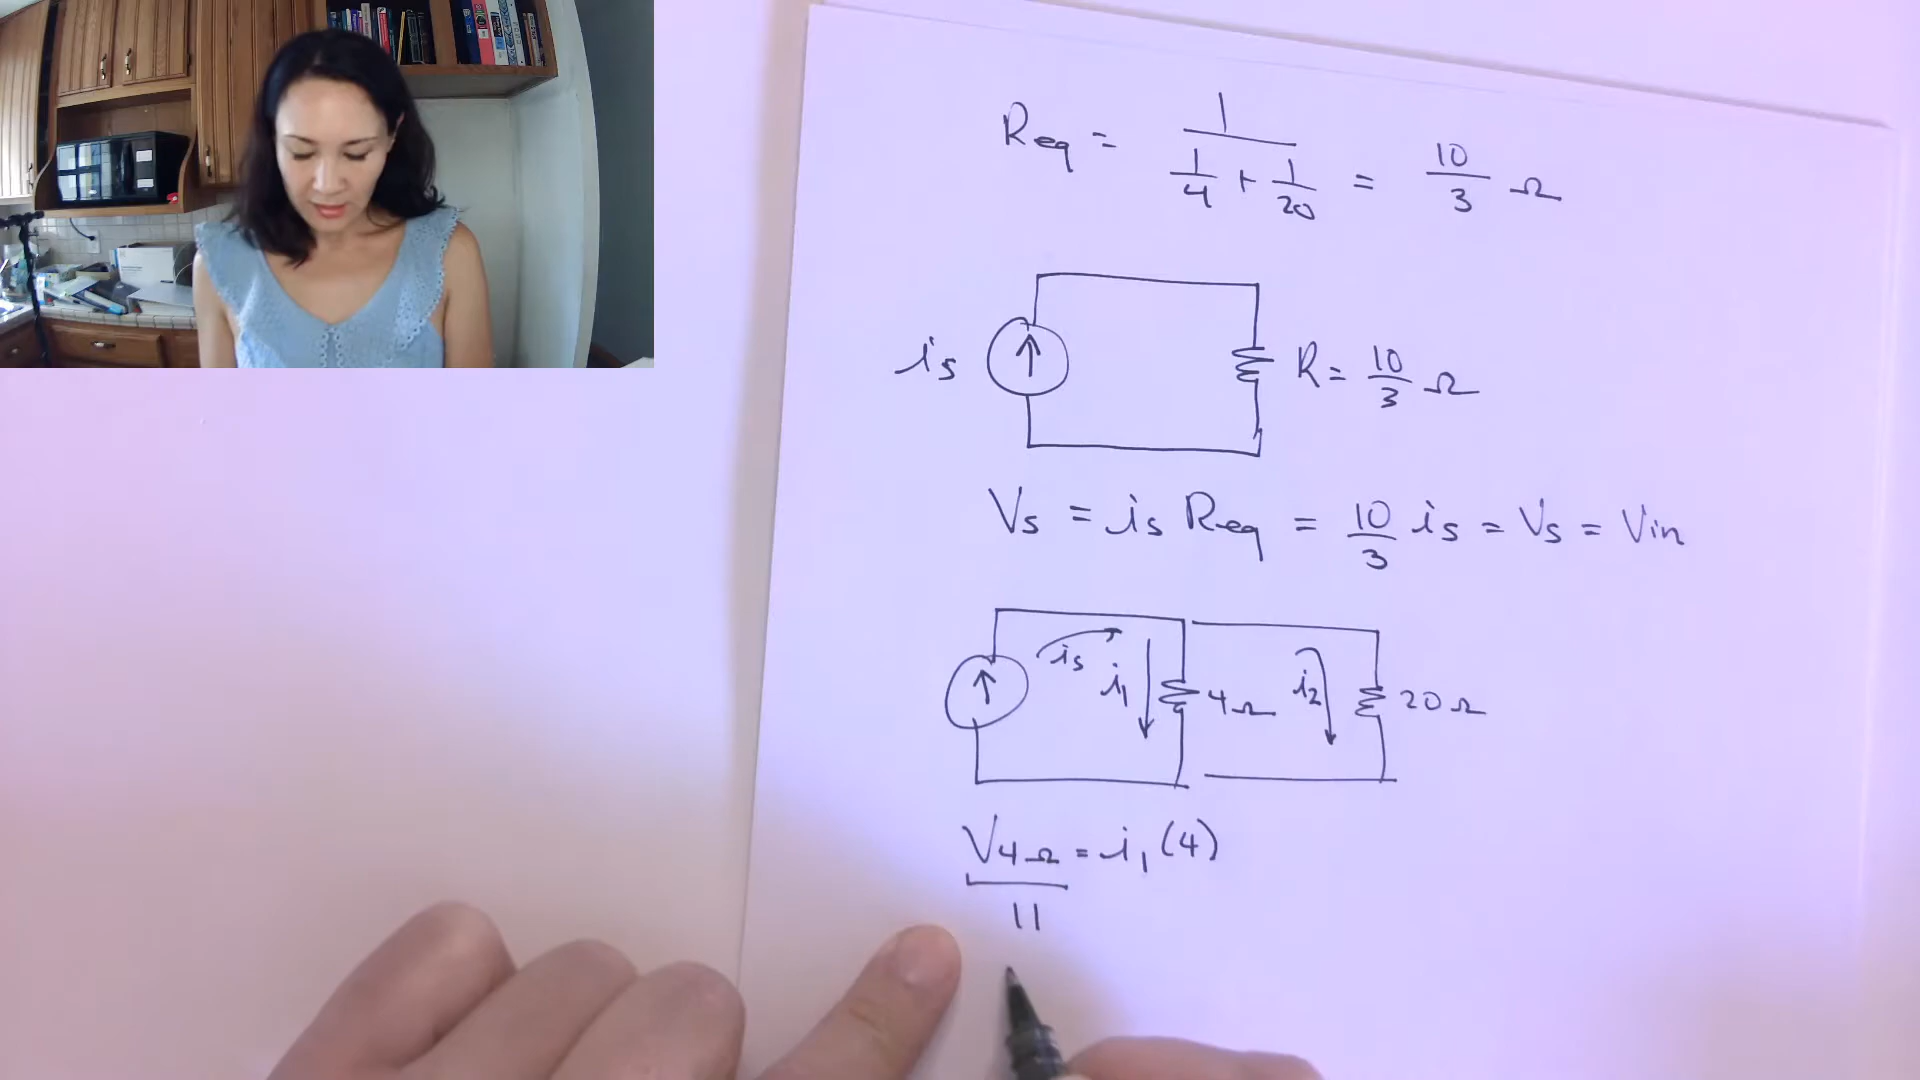 Req = 1 / (1/4 + 1/20) = 10/3 Ω
is
R = 10/3 Ω
Vs = is Req = 10/3 is = Vs = Vin
is
i1
4Ω
i2
20Ω
V4Ω = i1 (4)
11